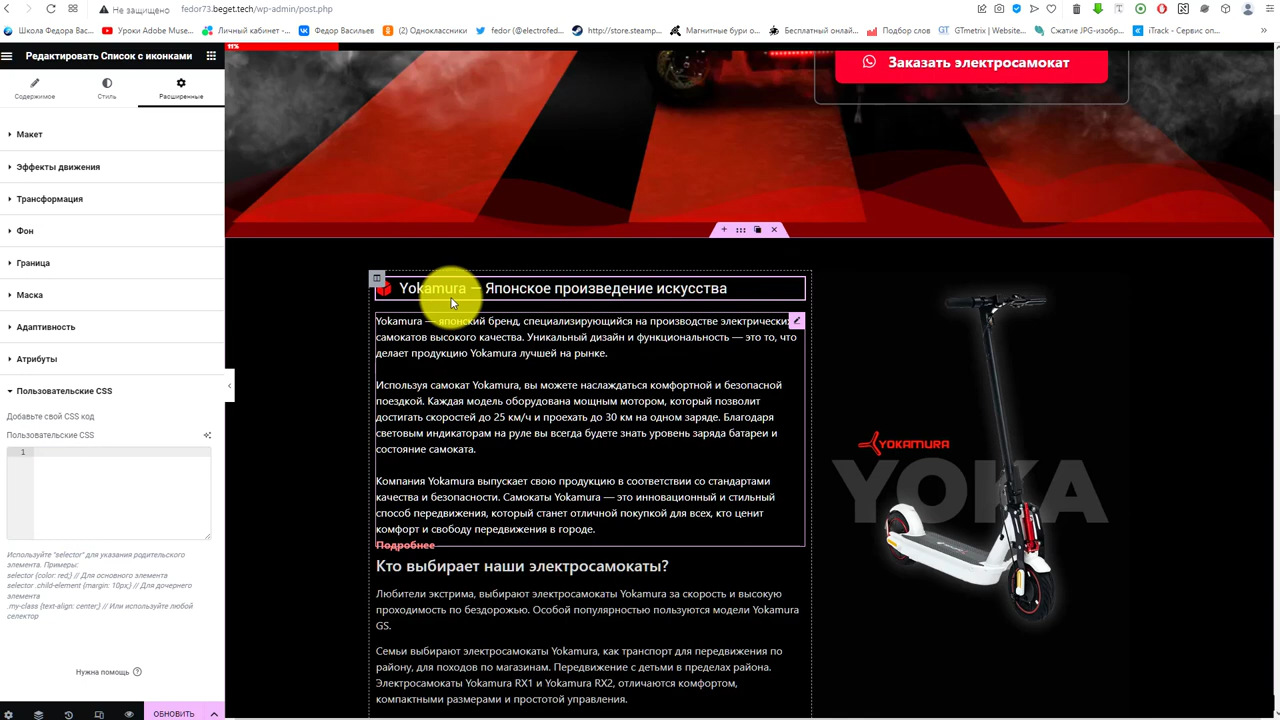 Не защищено
fedor73.beget.tech/wp-admin/post.php
Школа Федора Вас...
Уроки Adobe Muse...
Личный кабинет -...
Федор Васильев
(2) Одноклассники
fedor (@electrofed...
http://store.steamp...
Магнитные бури о...
Бесплатный онлай...
Подбор слов
GT
GTmetrix | Website...
Сжатие JPG-изобр...
iTrack - Сервис оп...
11%
Редактировать Список с иконками
Содержимое
Стиль
Расширенные
Макет
Эффекты движения
Трансформация
Фон
Граница
Маска
Адаптивность
Атрибуты
Пользовательские CSS
Добавьте свой CSS код
Пользовательские CSS
1
Используйте "selector" для указания родительского
элемента. Примеры:
selector {color: red;} // Для основного элемента
selector .child-element {margin: 10px;} // Для дочернего
элемента
.my-class {text-align: center;} // Или используйте любой
селектор
Нужна помощь
ОБНОВИТЬ
Заказать электросамокат
Yokamura — Японское произведение искусства
Yokamura — японский бренд, специализирующийся на производстве электрических
самокатов высокого качества. Уникальный дизайн и функциональность — это то, что
делает продукцию Yokamura лучшей на рынке.
Используя самокат Yokamura, вы можете наслаждаться комфортной и безопасной
поездкой. Каждая модель оборудована мощным мотором, который позволит
достигать скоростей до 25 км/ч и проехать до 30 км на одном заряде. Благодаря
световым индикаторам на руле вы всегда будете знать уровень заряда батареи и
состояние самоката.
Компания Yokamura выпускает свою продукцию в соответствии со стандартами
качества и безопасности. Самокаты Yokamura — это инновационный и стильный
способ передвижения, который станет отличной покупкой для всех, кто ценит
комфорт и свободу передвижения в городе.
Подробнее
Кто выбирает наши электросамокаты?
Любители экстрима, выбирают электросамокаты Yokamura за скорость и высокую
проходимость по бездорожью. Особой популярностью пользуются модели Yokamura
GS.
Семьи выбирают электросамокаты Yokamura, как транспорт для передвижения по
району, для походов по магазинам. Передвижение с детьми в пределах района.
Электросамокаты Yokamura RX1 и Yokamura RX2, отличаются комфортом,
компактными размерами и простотой управления.
YOKAMURA
YOKA